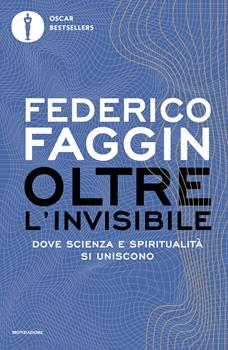 OSCAR
BESTSELLERS
FEDERICO
FAGGIN
OLTRE
L'INVISIBILE
DOVE SCIENZA E SPIRITUALITÀ
SI UNISCONO
MONDADORI